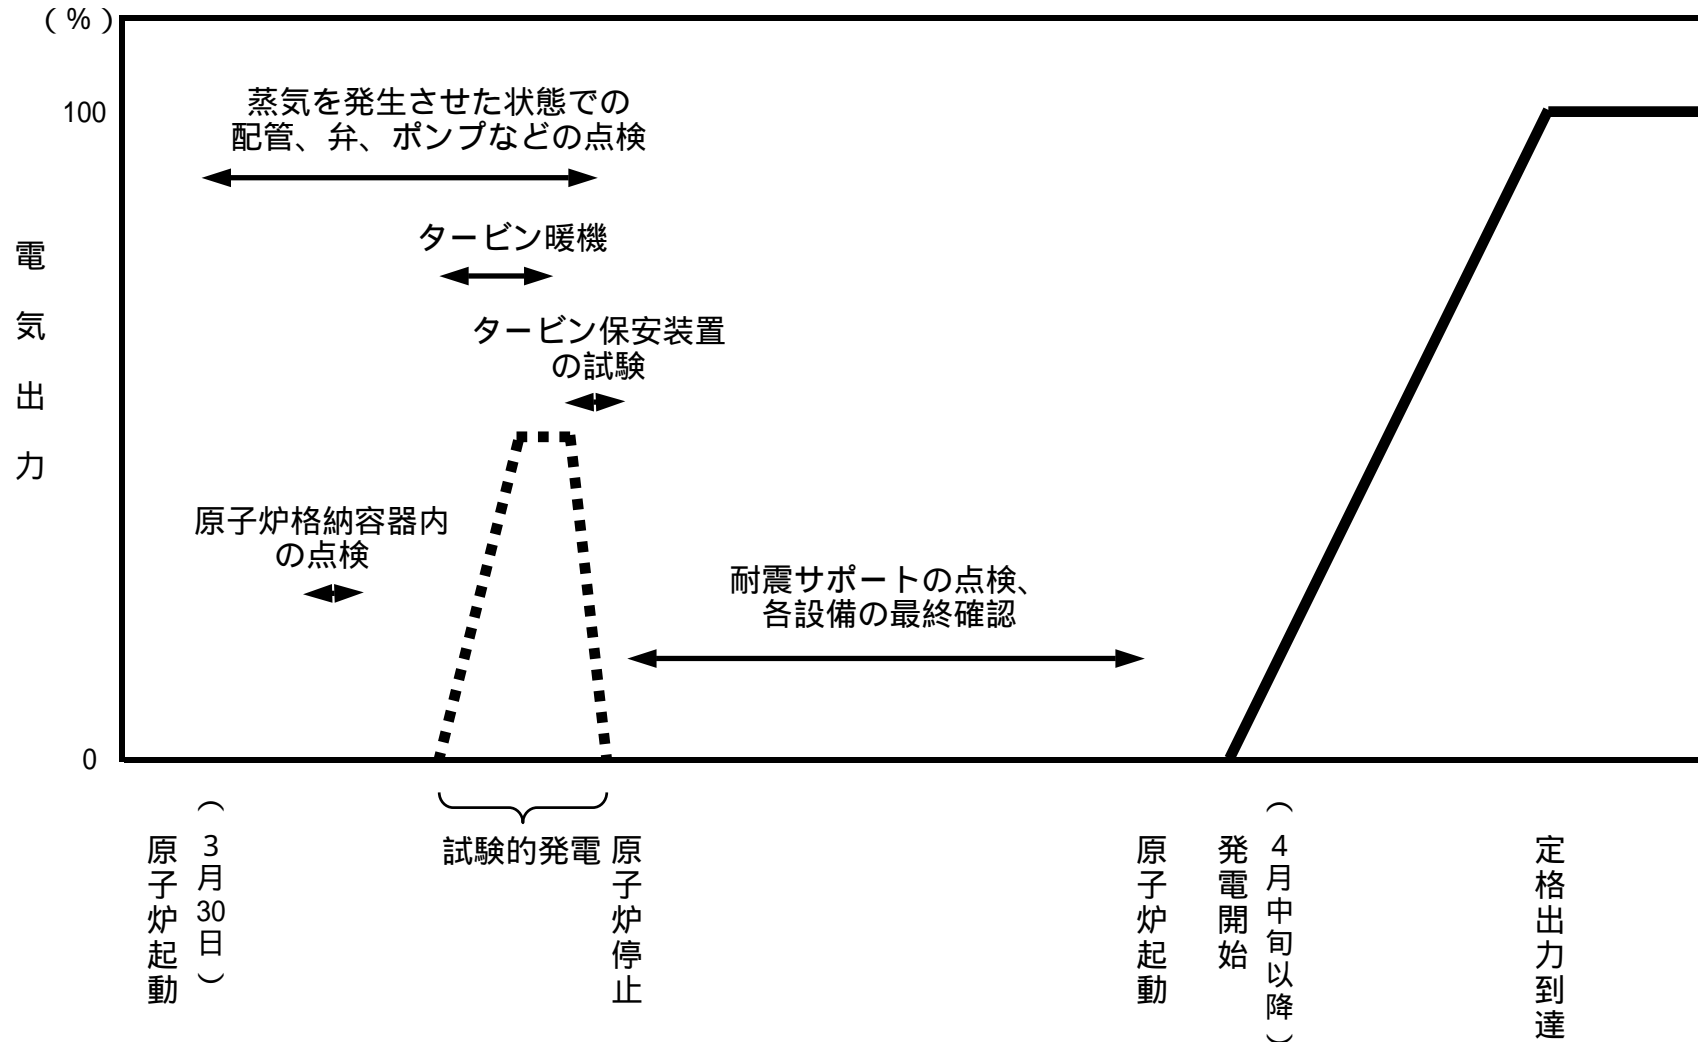 （%）
100
0
電気出力
蒸気を発生させた状態での
配管、弁、ポンプなどの点検
タービン暖機
タービン保安装置
の試験
原子炉格納容器内
の点検
耐震サポートの点検、
各設備の最終確認
原子炉起動
（3月30日）
試験的発電
原子炉停止
原子炉起動
発電開始
（4月中旬以降）
定格出力到達